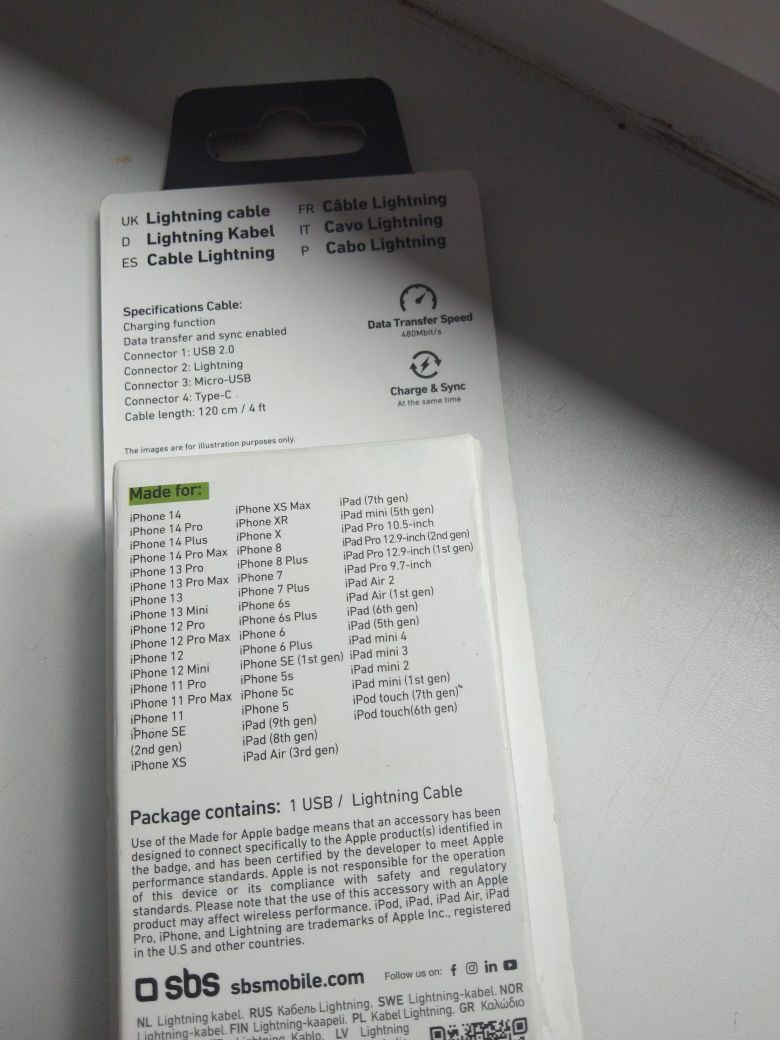 UK Lightning cable
D Lightning Kabel
ES Cable Lightning
FR Câble Lightning
IT Cavo Lightning
P Cabo Lightning
Specifications Cable:
Charging function
Data transfer and sync enabled
Connector 1: USB 2.0
Connector 2: Lightning
Connector 3: Micro-USB
Connector 4: Type-C
Cable length: 120 cm / 4 ft
Data Transfer Speed
480Mbit/s
Charge & Sync
At the same time
The images are for illustration purposes only.
Made for:
iPhone 14
iPhone 14 Pro
iPhone 14 Plus
iPhone 14 Pro Max
iPhone 13 Pro
iPhone 13 Pro Max
iPhone 13
iPhone 13 Mini
iPhone 12 Pro
iPhone 12 Pro Max
iPhone 12
iPhone 12 Mini
iPhone 11 Pro
iPhone 11 Pro Max
iPhone 11
iPhone SE
(2nd gen)
iPhone XS
iPhone XS Max
iPhone XR
iPhone X
iPhone 8
iPhone 8 Plus
iPhone 7
iPhone 7 Plus
iPhone 6s
iPhone 6s Plus
iPhone 6
iPhone 6 Plus
iPhone SE (1st gen)
iPhone 5s
iPhone 5c
iPhone 5
iPad (9th gen)
iPad (8th gen)
iPad Air (3rd gen)
iPad (7th gen)
iPad mini (5th gen)
iPad Pro 10.5-inch
iPad Pro 12.9-inch (2nd gen)
iPad Pro 12.9-inch (1st gen)
iPad Pro 9.7-inch
iPad Air 2
iPad Air (1st gen)
iPad (6th gen)
iPad (5th gen)
iPad mini 4
iPad mini 3
iPad mini 2
iPad mini (1st gen)
iPod touch (7th gen)
iPod touch(6th gen)
Package contains: 1 USB / Lightning Cable
Use of the Made for Apple badge means that an accessory has been
designed to connect specifically to the Apple product(s) identified in
the badge, and has been certified by the developer to meet Apple
performance standards. Apple is not responsible for the operation
of this device or its compliance with safety and regulatory
standards. Please note that the use of this accessory with an Apple
product may affect wireless performance. iPod, iPad, iPad Air, iPad
Pro, iPhone, and Lightning are trademarks of Apple Inc., registered
in the U.S and other countries.
sbs sbsmobile.com Follow us on:
NL Lightning kabel. RUS Кабель Lightning. SWE Lightning-kabel. NOR
Lightning-kabel. FIN Lightning-kaapeli. PL Kabel Lightning. GR Καλώδιο
Lightning Kablo. LV Lightning